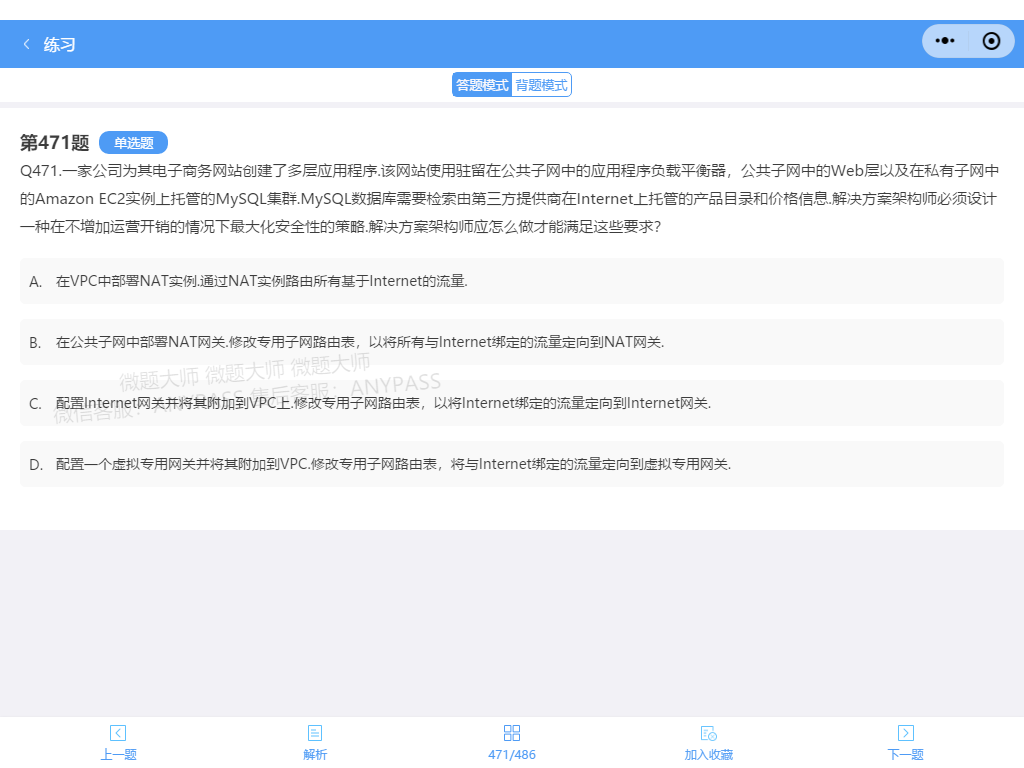 练习
答题模式 背题模式
第471题 单选题
Q471.一家公司为其电子商务网站创建了多层应用程序.该网站使用驻留在公共子网中的应用程序负载平衡器，公共子网中的Web层以及在私有子网中
的Amazon EC2实例上托管的MySQL集群.MySQL数据库需要检索由第三方提供商在Internet上托管的产品目录和价格信息.解决方案架构师必须设计
一种在不增加运营开销的情况下最大化安全性的策略.解决方案架构师应怎么做才能满足这些要求？
A. 在VPC中部署NAT实例.通过NAT实例路由所有基于Internet的流量.
B. 在公共子网中部署NAT网关.修改专用子网路由表，以将所有与Internet绑定的流量定向到NAT网关.
微题大师 微题大师 微题大师
微信客服：ANYPASS 售后客服：ANYPASS
C. 配置Internet网关并将其附加到VPC上.修改专用子网路由表，以将Internet绑定的流量定向到Internet网关.
D. 配置一个虚拟专用网关并将其附加到VPC.修改专用子网路由表，将与Internet绑定的流量定向到虚拟专用网关.
上一题 解析 471/486 加入收藏 下一题